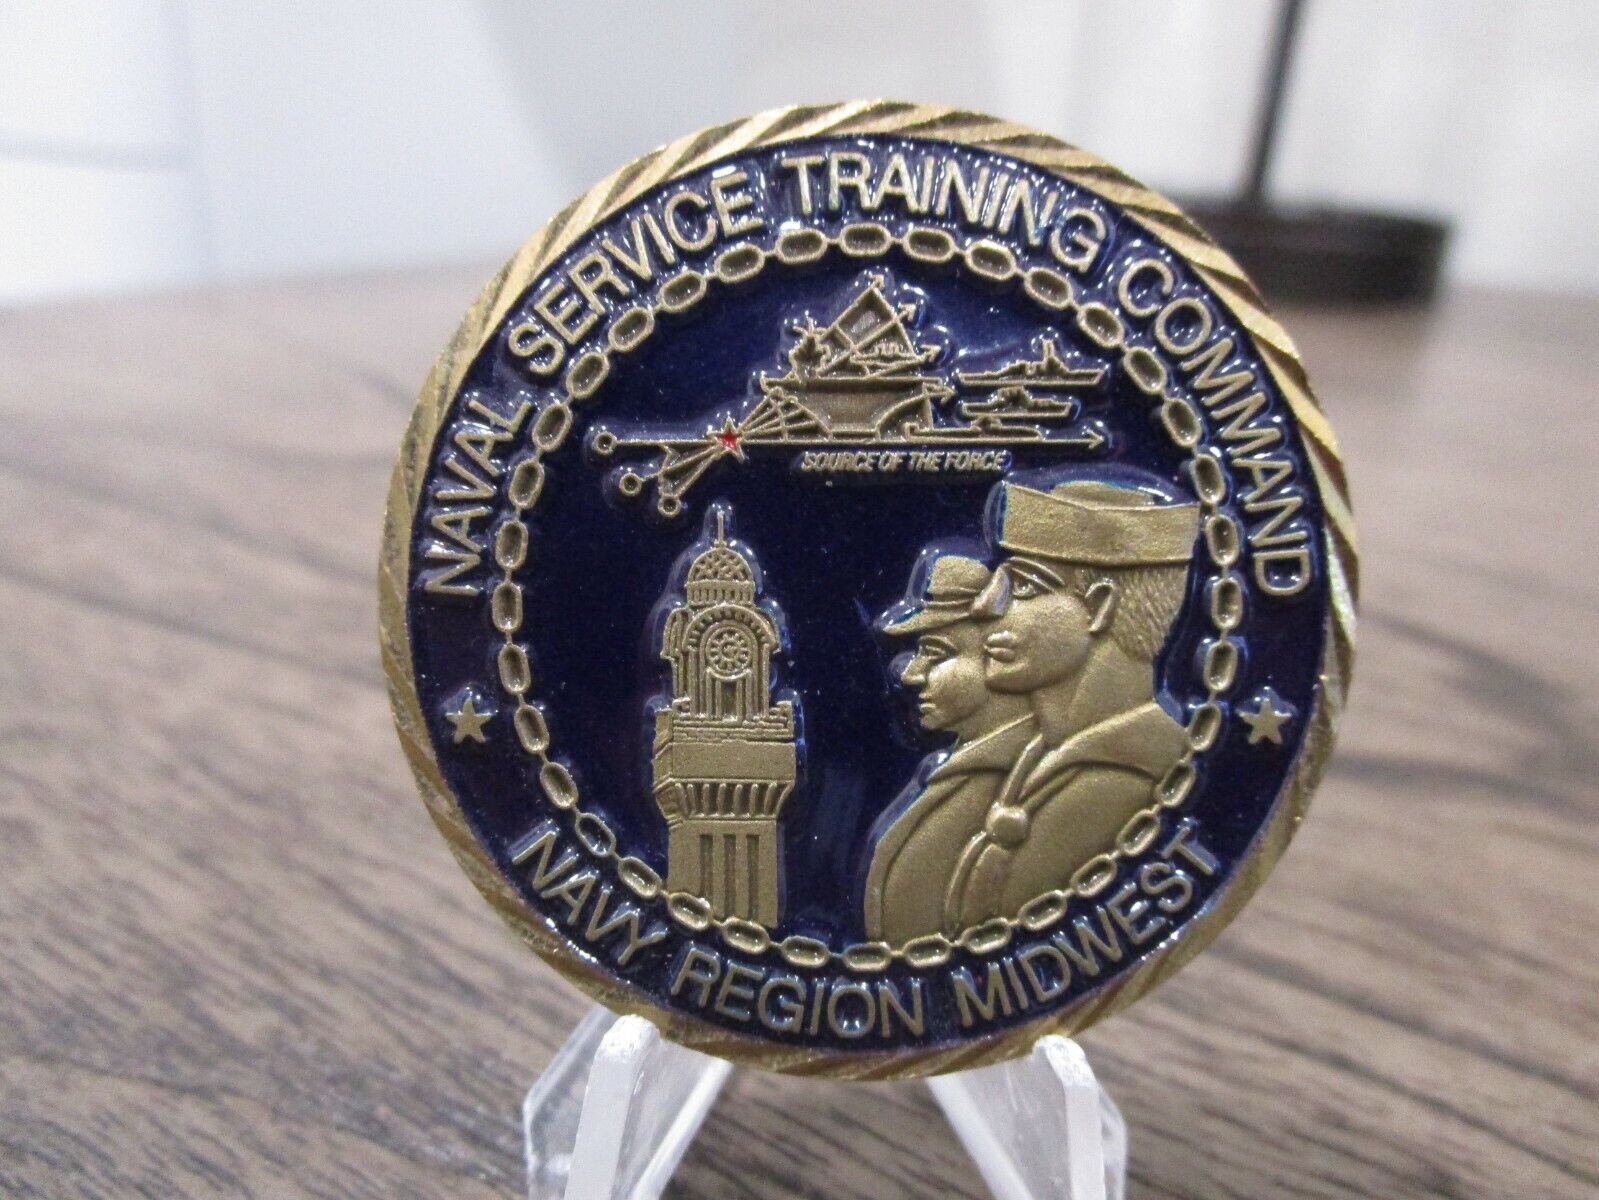 NAVAL SERVICE TRAINING COMMAND
SOURCE OF THE FORCE
NAVY REGION MIDWEST